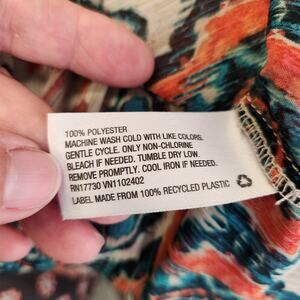 100% POLYESTER
MACHINE WASH COLD WITH LIKE COLORS.
GENTLE CYCLE. ONLY NON-CHLORINE
BLEACH IF NEEDED. TUMBLE DRY LOW.
REMOVE PROMPTLY. COOL IRON IF NEEDED.
RN17730 VN1102402
LABEL MADE FROM 100% RECYCLED PLASTIC